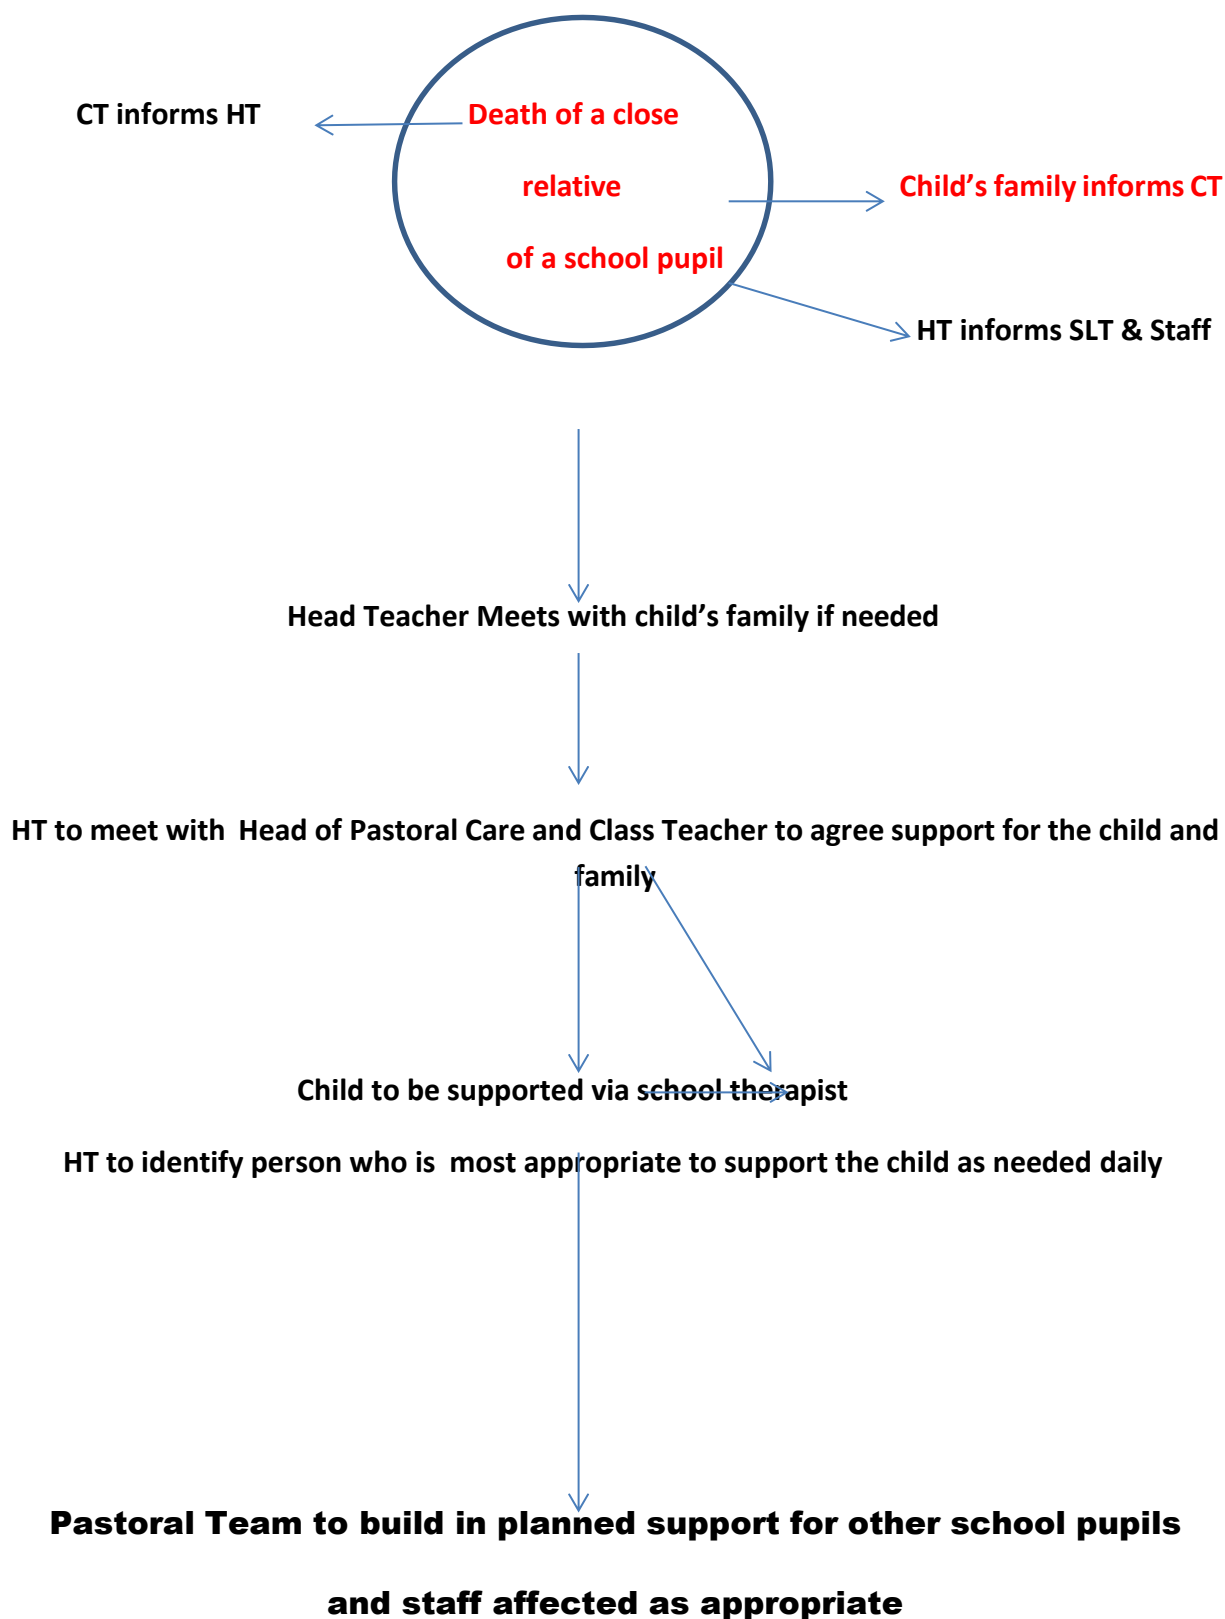 CT informs HT
Death of a close
relative
Child’s family informs CT
of a school pupil
HT informs SLT & Staff
Head Teacher Meets with child’s family if needed
HT to meet with Head of Pastoral Care and Class Teacher to agree support for the child and
family
Child to be supported via school therapist
HT to identify person who is most appropriate to support the child as needed daily
Pastoral Team to build in planned support for other school pupils
and staff affected as appropriate